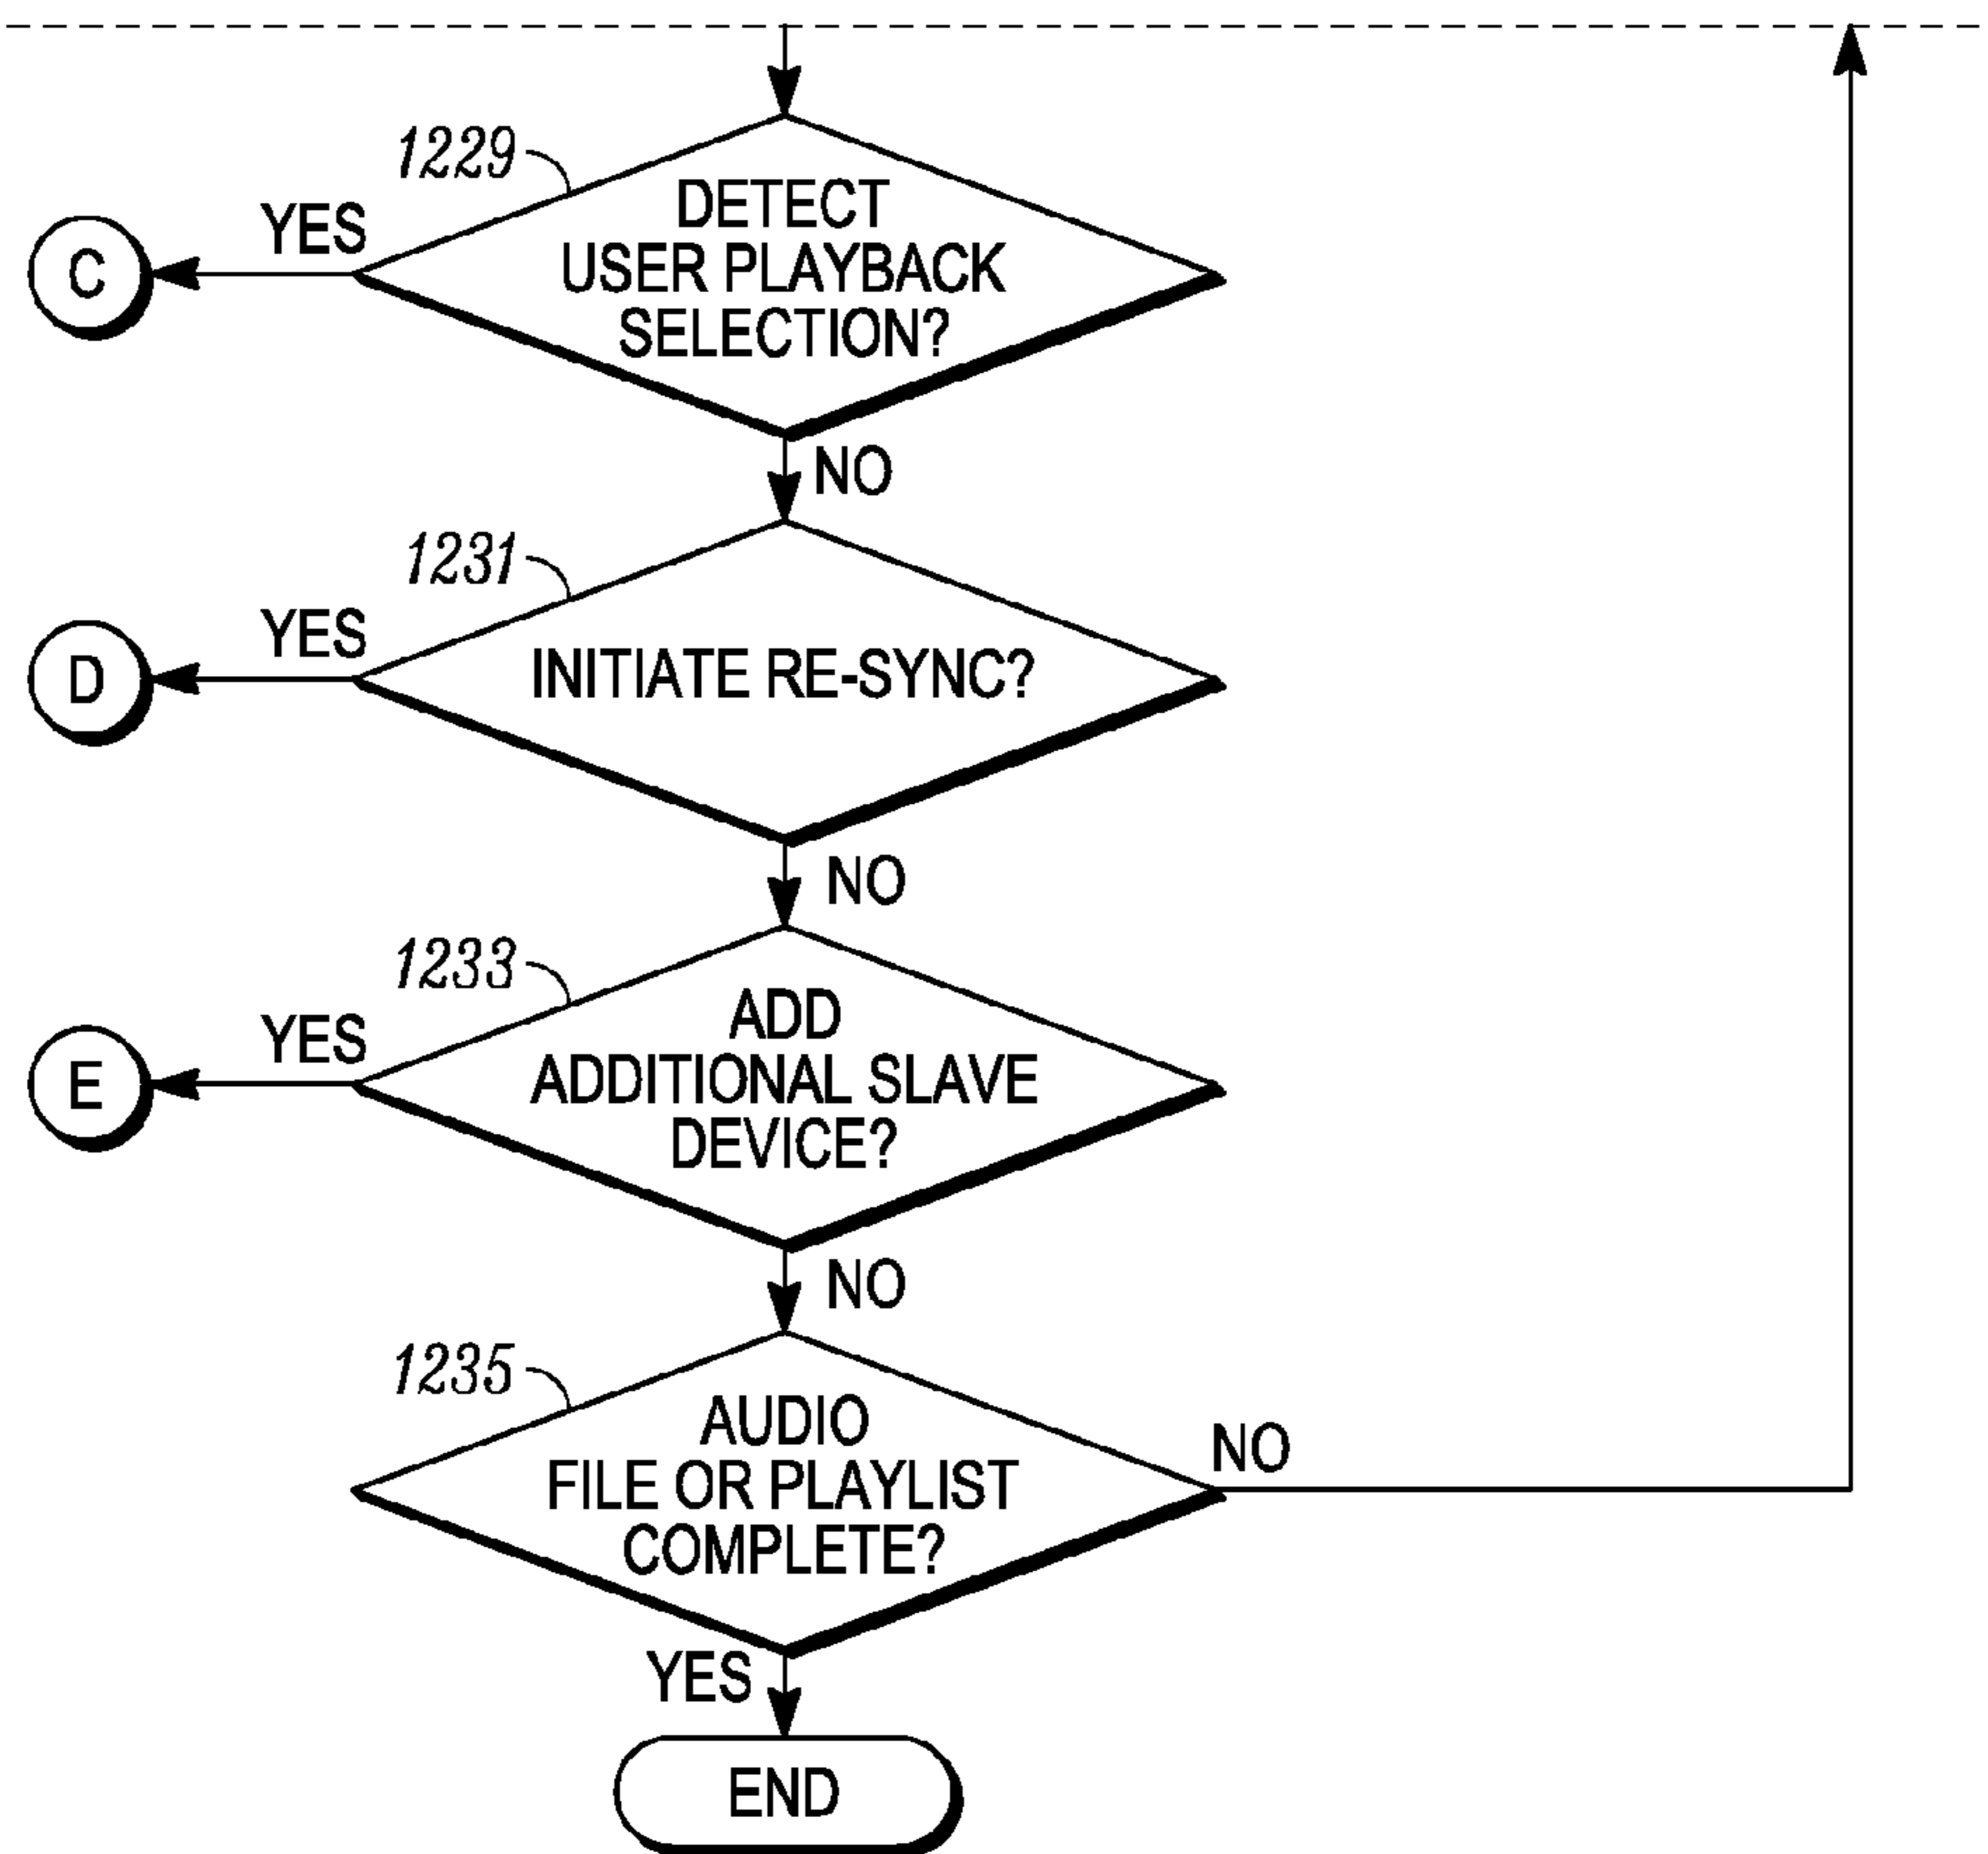 1229
YES
C
DETECT
USER PLAYBACK
SELECTION?
NO
1231
YES
D
INITIATE RE-SYNC?
NO
1233
YES
E
ADD
ADDITIONAL SLAVE
DEVICE?
NO
1235
AUDIO
FILE OR PLAYLIST
COMPLETE?
NO
YES
END